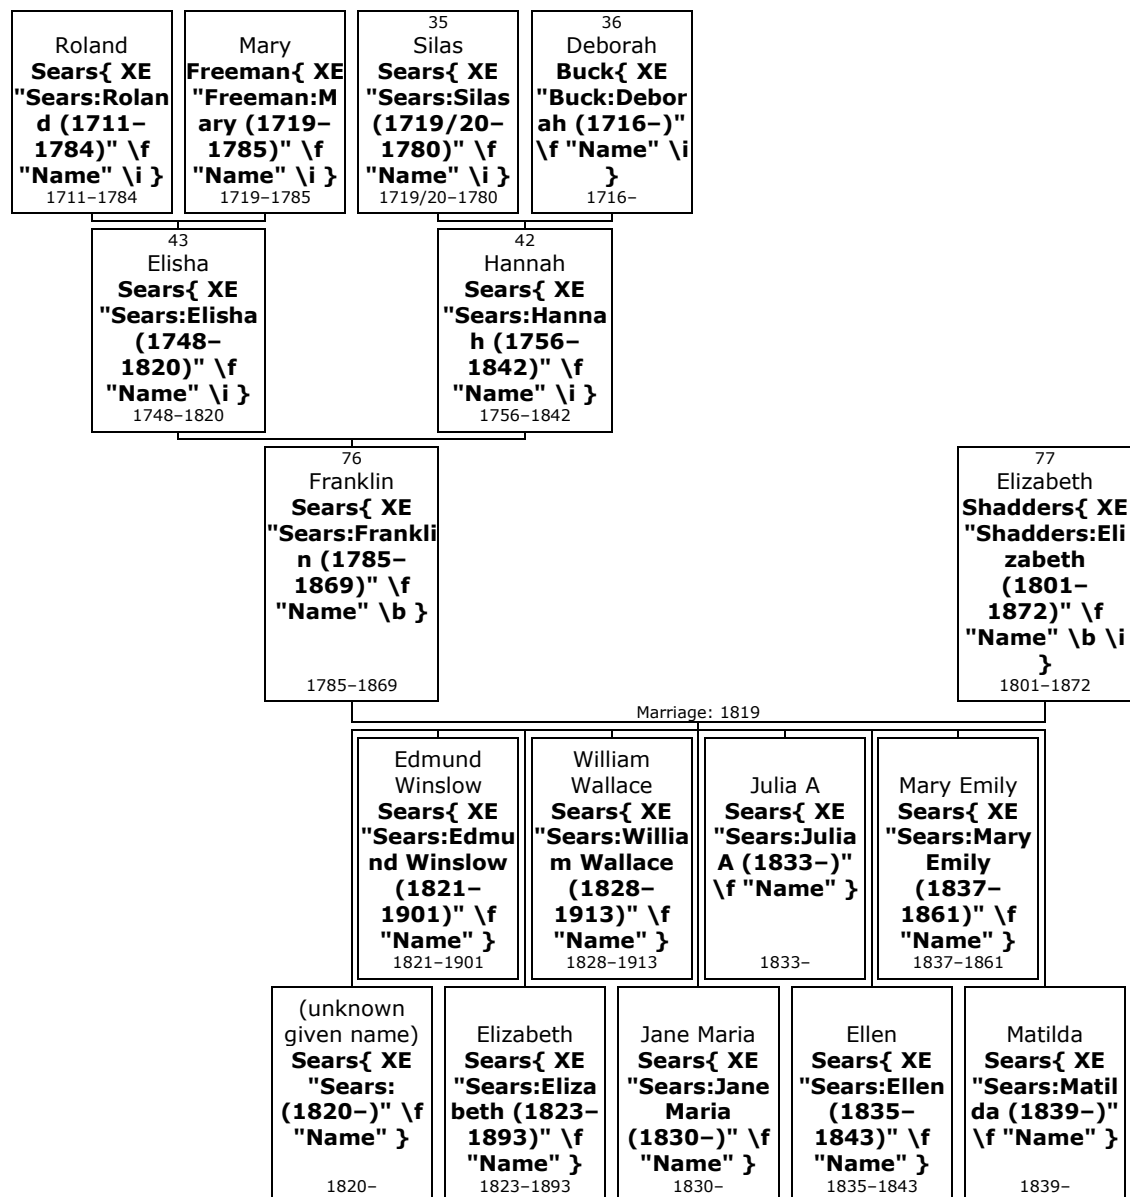 Roland
Sears{ XE
"Sears:Rolan
d (1711–
1784)" \f
"Name" \i }
1711–1784
Mary
Freeman{ XE
"Freeman:M
ary (1719–
1785)" \f
"Name" \i }
1719–1785
35
Silas
Sears{ XE
"Sears:Silas
(1719/20–
1780)" \f
"Name" \i }
1719/20–1780
36
Deborah
Buck{ XE
"Buck:Debor
ah (1716–)"
\f "Name" \i
}
1716–
43
Elisha
Sears{ XE
"Sears:Elisha
(1748–
1820)" \f
"Name" \i }
1748–1820
42
Hannah
Sears{ XE
"Sears:Hanna
h (1756–
1842)" \f
"Name" \i }
1756–1842
76
Franklin
Sears{ XE
"Sears:Frankli
n (1785–
1869)" \f
"Name" \b }
1785–1869
77
Elizabeth
Shadders{ XE
"Shadders:Eli
zabeth
(1801–
1872)" \f
"Name" \b \i
}
1801–1872
Marriage: 1819
Edmund
Winslow
Sears{ XE
"Sears:Edmu
nd Winslow
(1821–
1901)" \f
"Name" }
1821–1901
William
Wallace
Sears{ XE
"Sears:Willia
m Wallace
(1828–
1913)" \f
"Name" }
1828–1913
Julia A
Sears{ XE
"Sears:Julia
A (1833–)"
\f "Name" }
1833–
Mary Emily
Sears{ XE
"Sears:Mary
Emily
(1837–
1861)" \f
"Name" }
1837–1861
(unknown
given name)
Sears{ XE
"Sears:
(1820–)" \f
"Name" }
1820–
Elizabeth
Sears{ XE
"Sears:Eliza
beth (1823–
1893)" \f
"Name" }
1823–1893
Jane Maria
Sears{ XE
"Sears:Jane
Maria
(1830–)" \f
"Name" }
1830–
Ellen
Sears{ XE
"Sears:Ellen
(1835–
1843)" \f
"Name" }
1835–1843
Matilda
Sears{ XE
"Sears:Matil
da (1839–)"
\f "Name" }
1839–